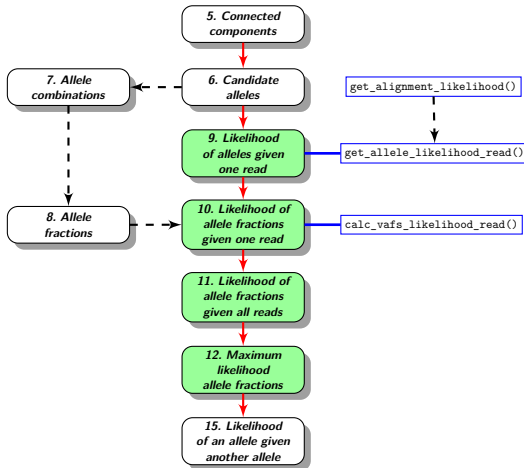 5. Connected
components
7. Allele
combinations
6. Candidate
alleles
get_alignment_likelihood()
9. Likelihood
of alleles given
one read
get_allele_likelihood_read()
8. Allele
fractions
10. Likelihood of
allele fractions
given one read
calc_vafs_likelihood_read()
11. Likelihood of
allele fractions
given all reads
12. Maximum
likelihood
allele fractions
15. Likelihood
of an allele given
another allele